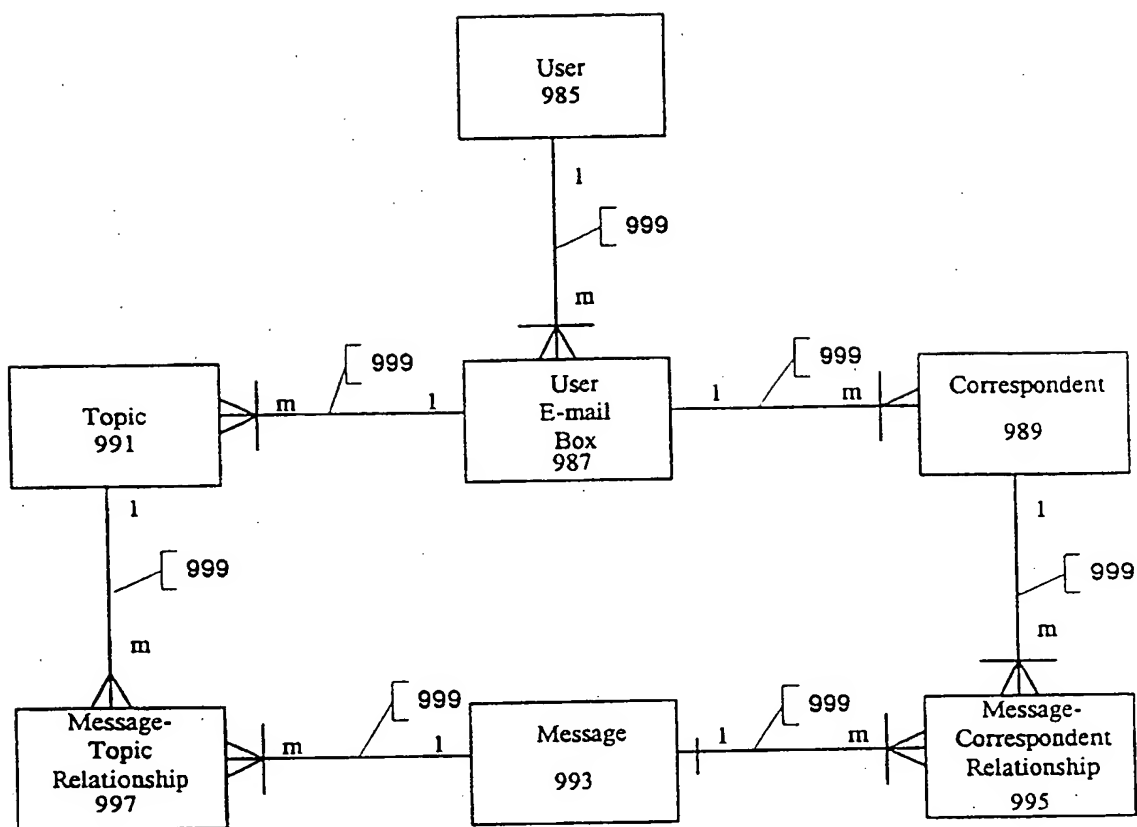 User
985
1
999
m
999
999
Topic
991
m
1
User
E-mail
Box
987
1
m
Correspondent
989
1
999
m
1
999
m
Message-
Topic
Relationship
997
m
999
1
Message
993
1
999
m
Message-
Correspondent
Relationship
995